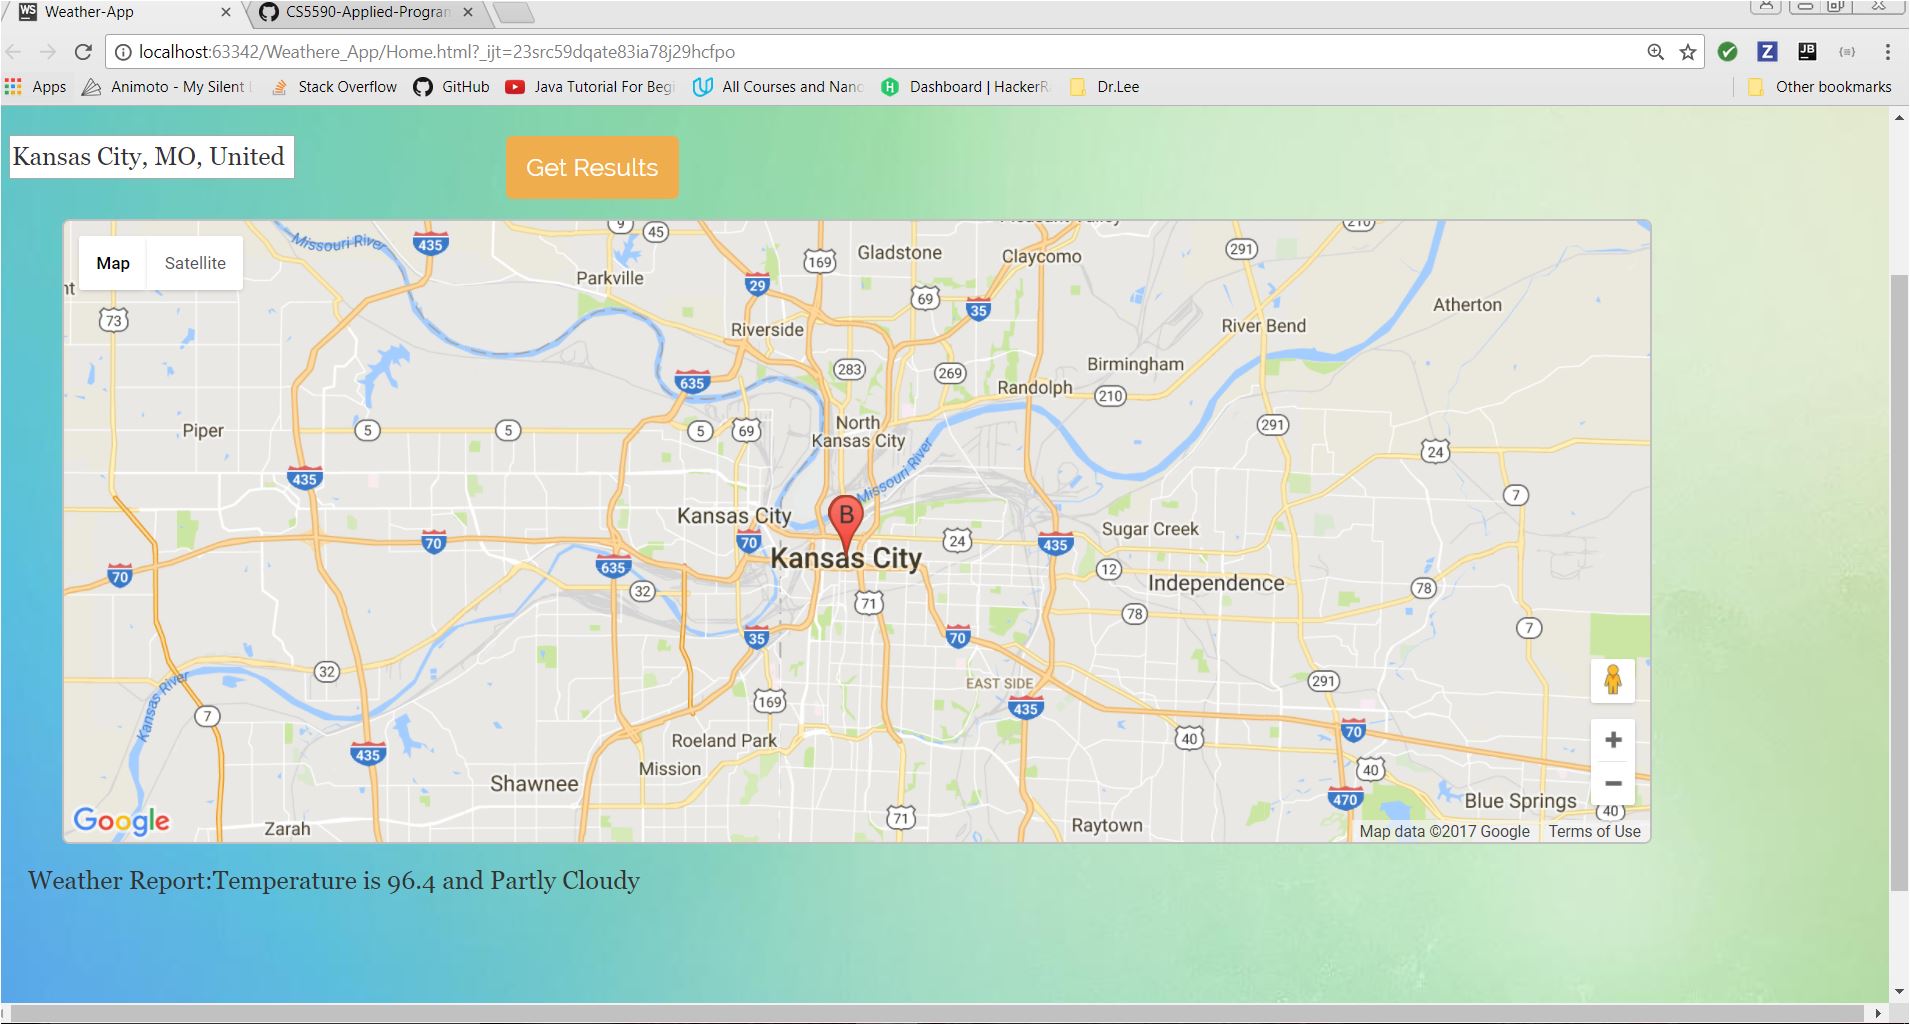 WS Weather-App
CS5590-Applied-Program
localhost:63342/Weathere_App/Home.html?_ijt=23src59dqate83ia78j29hcfpo
Z
JB
Apps
Animoto - My Silent
Stack Overflow
GitHub
Java Tutorial For Begi
All Courses and Nano
Dashboard | HackerRa
Dr.Lee
Other bookmarks
Kansas City, MO, United
Get Results
Map
Satellite
Missouri River
435
9
45
Parkville
169
Gladstone
Claycomo
291
210
nt
73
29
69
35
Atherton
Riverside
River Bend
283
269
635
Birmingham
Randolph
210
Piper
5
5
5
69
North
Kansas City
291
24
435
Missouri River
7
Kansas City
B
Sugar Creek
70
70
Kansas City
24
435
70
635
12
Independence
32
71
78
78
35
70
7
32
EAST SIDE
291
Kansas River
7
169
435
70
435
Roeland Park
40
Mission
40
Shawnee
470
Blue Springs
40
Google
Zarah
71
Raytown
Map data ©2017 Google
Terms of Use
Weather Report:Temperature is 96.4 and Partly Cloudy